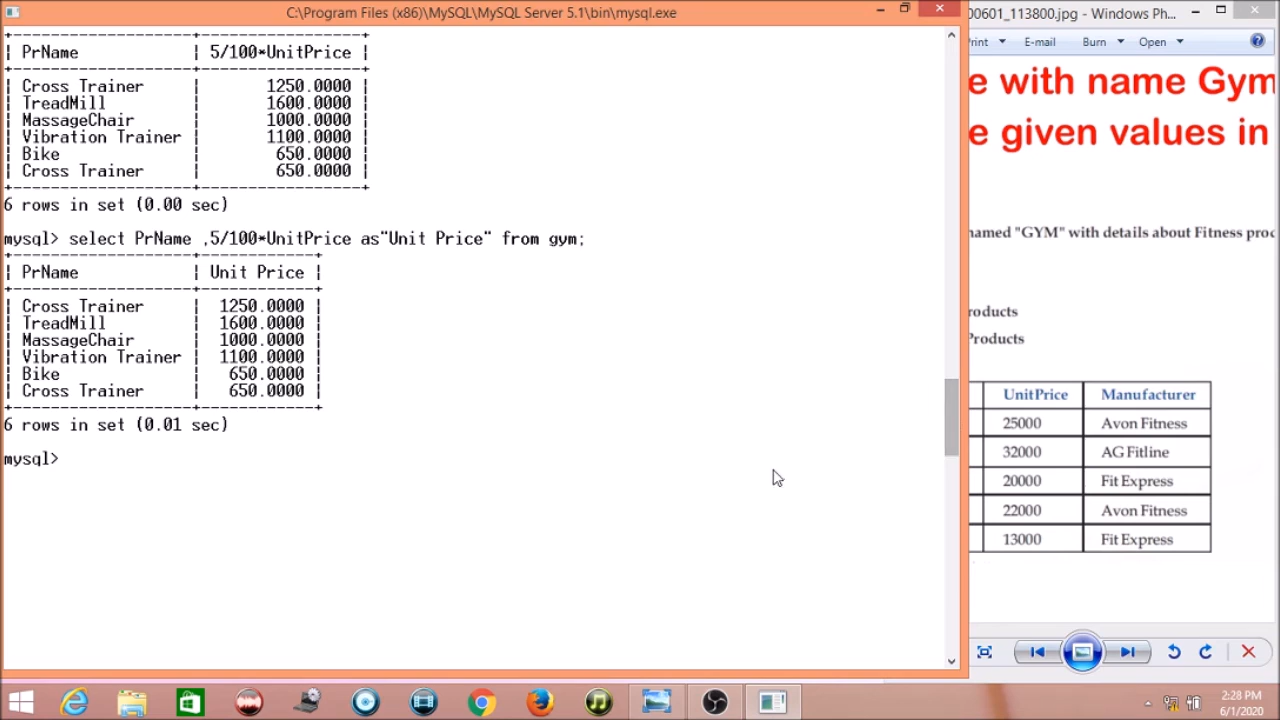 C:\Program Files (x86)\MySQL\MySQL Server 5.1\bin\mysql.exe
| PrName | 5/100*UnitPrice |
| Cross Trainer | 1250.0000 |
| TreadMill | 1600.0000 |
| MassageChair | 1000.0000 |
| Vibration Trainer | 1100.0000 |
| Bike | 650.0000 |
| Cross Trainer | 650.0000 |
6 rows in set (0.00 sec)
mysql> select PrName ,5/100*UnitPrice as"Unit Price" from gym;
| PrName | Unit Price |
| Cross Trainer | 1250.0000 |
| TreadMill | 1600.0000 |
| MassageChair | 1000.0000 |
| Vibration Trainer | 1100.0000 |
| Bike | 650.0000 |
| Cross Trainer | 650.0000 |
6 rows in set (0.01 sec)
mysql>
00601_113800.jpg - Windows Ph...
rint E-mail Burn Open
e with name Gym
e given values in
named "GYM" with details about Fitness proc
roducts
Products
UnitPrice Manufacturer
25000 Avon Fitness
32000 AG Fitline
20000 Fit Express
22000 Avon Fitness
13000 Fit Express
2:28 PM
6/1/2020